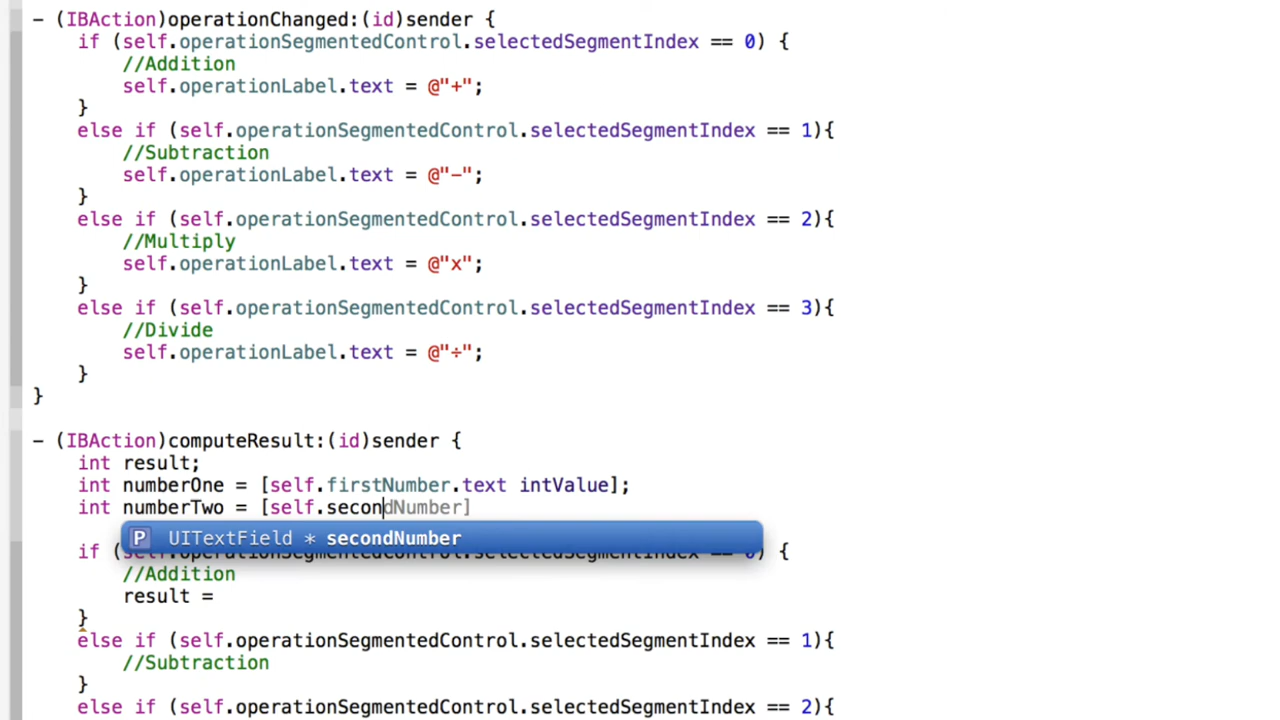 - (IBAction)operationChanged:(id)sender {
    if (self.operationSegmentedControl.selectedSegmentIndex == 0) {
        //Addition
        self.operationLabel.text = @"+";
    }
    else if (self.operationSegmentedControl.selectedSegmentIndex == 1){
        //Subtraction
        self.operationLabel.text = @"−";
    }
    else if (self.operationSegmentedControl.selectedSegmentIndex == 2){
        //Multiply
        self.operationLabel.text = @"x";
    }
    else if (self.operationSegmentedControl.selectedSegmentIndex == 3){
        //Divide
        self.operationLabel.text = @"÷";
    }
}
- (IBAction)computeResult:(id)sender {
    int result;
    int numberOne = [self.firstNumber.text intValue];
    int numberTwo = [self.secondNumber]
P UITextField * secondNumber
    if (self.operationSegmentedControl.selectedSegmentIndex == 0) {
        //Addition
        result =
    }
    else if (self.operationSegmentedControl.selectedSegmentIndex == 1){
        //Subtraction
    }
    else if (self.operationSegmentedControl.selectedSegmentIndex == 2){